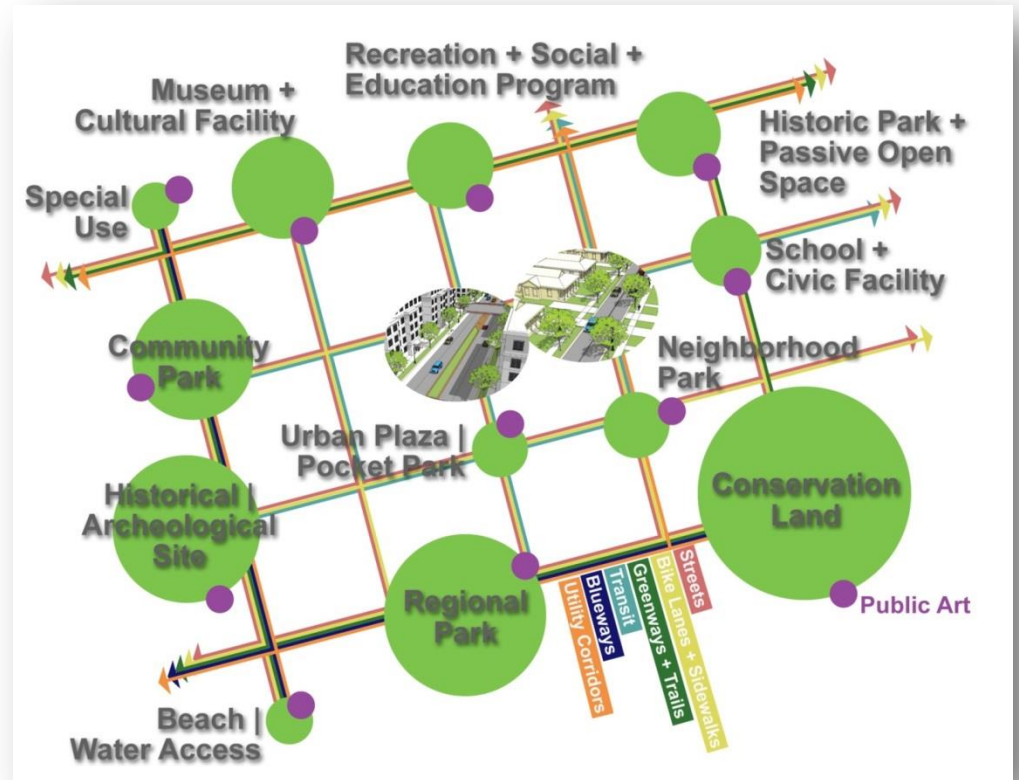 Recreation + Social +
Education Program
Museum +
Cultural Facility
Historic Park +
Passive Open
Space
Special
Use
School +
Civic Facility
Community
Park
Neighborhood
Park
Urban Plaza |
Pocket Park
Historical |
Archeological
Site
Conservation
Land
Regional
Park
Streets
Bike Lanes + Sidewalks
Greenways + Trails
Transit
Blueways
Utility Corridors
Public Art
Beach |
Water Access